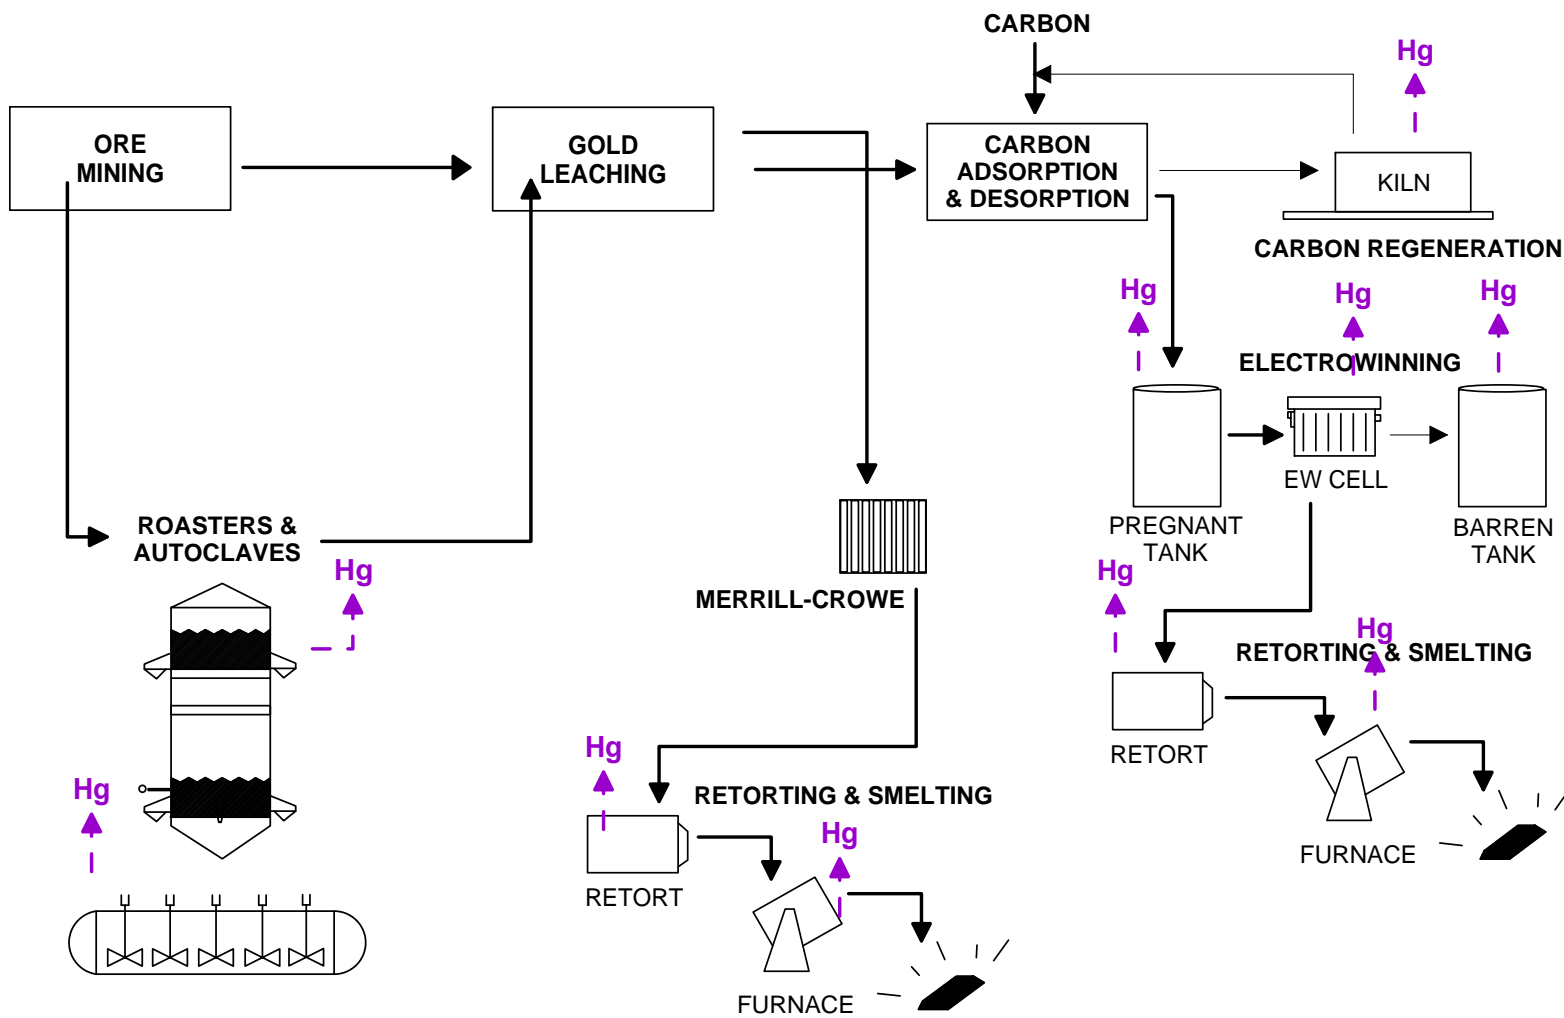 CARBON
Hg
ORE
MINING
GOLD
LEACHING
CARBON
ADSORPTION
& DESORPTION
KILN
CARBON REGENERATION
Hg
Hg
Hg
ELECTROWINNING
EW CELL
PREGNANT
TANK
BARREN
TANK
ROASTERS &
AUTOCLAVES
Hg
MERRILL-CROWE
Hg
Hg
RETORTING & SMELTING
RETORT
FURNACE
Hg
Hg
RETORTING & SMELTING
Hg
RETORT
FURNACE